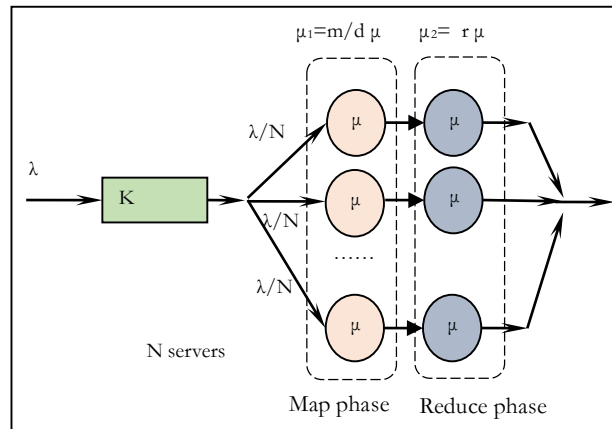 μ1=m/d μ μ2= r μ
λ
K
λ/N
λ/N
λ/N
μ μ
μ μ
......
μ μ
N servers
Map phase Reduce phase